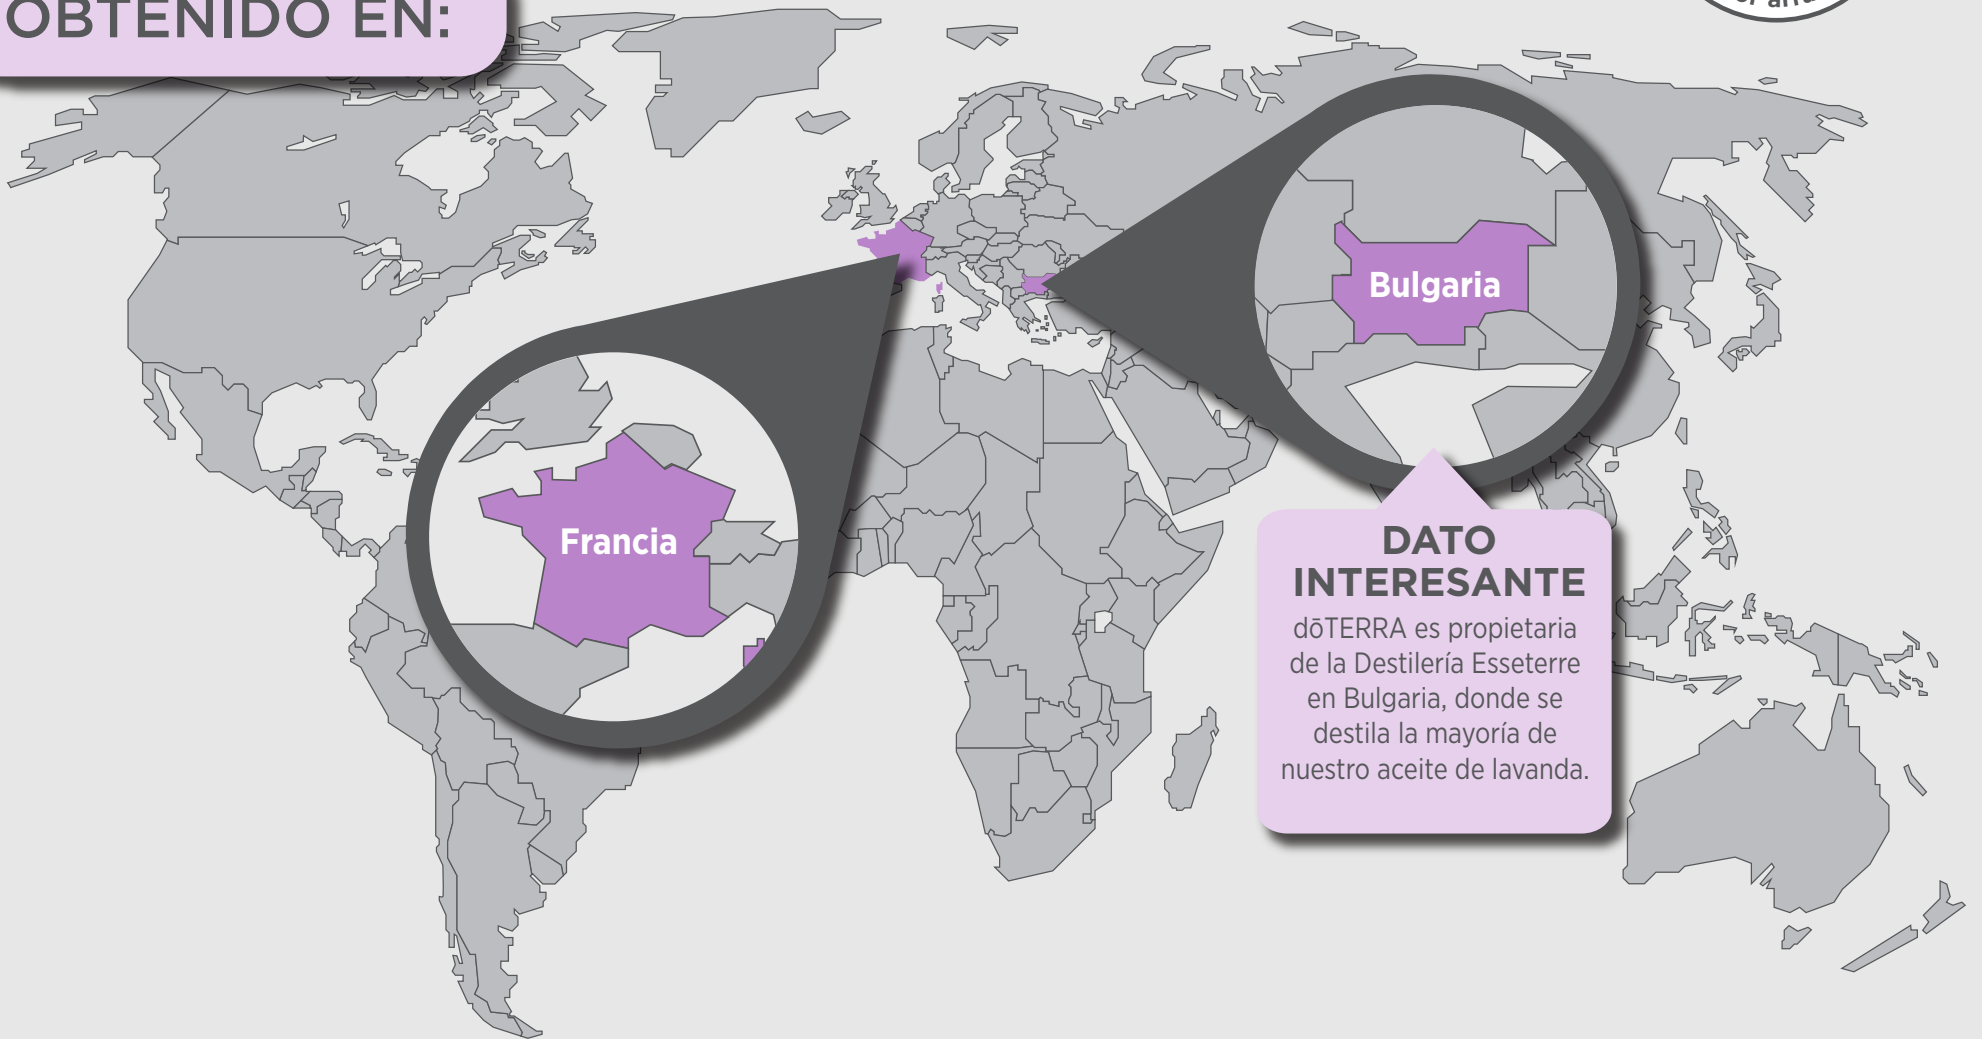 OBTENIDO EN:
Bulgaria
Francia
DATO
INTERESANTE
dōTERRA es propietaria
de la Destilería Esseterre
en Bulgaria, donde se
destila la mayoría de
nuestro aceite de lavanda.